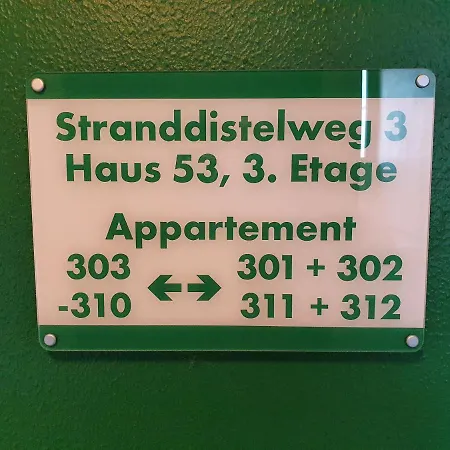 Stranddistelweg 3
Haus 53, 3. Etage
Appartement
303 ←→ 301 + 302
-310 311 + 312